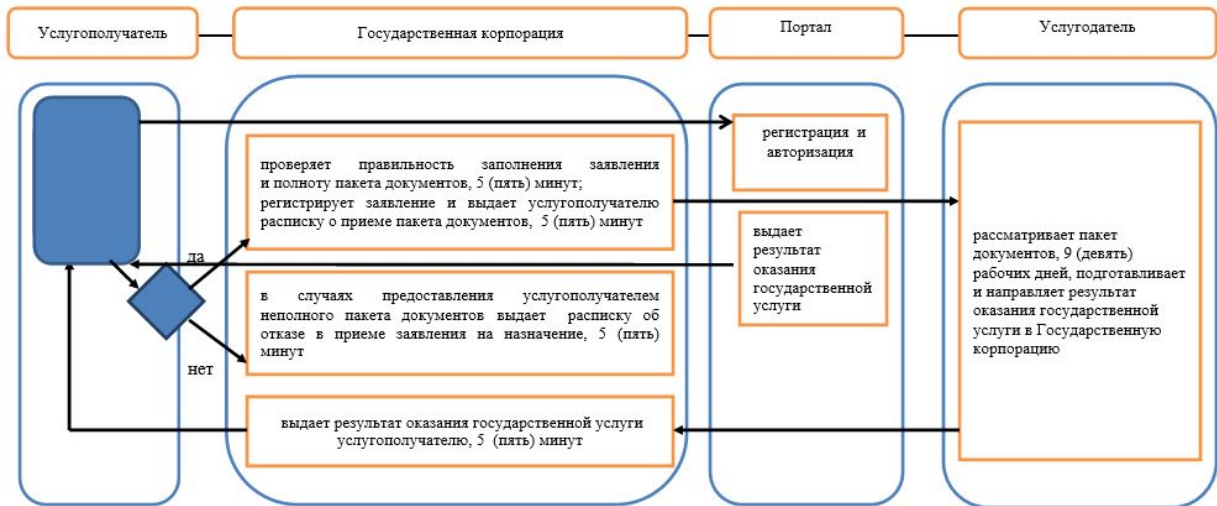 Услугополучатель
Государственная корпорация
Портал
Услугодатель
регистрация и
авторизация
проверяет правильность заполнения заявления
и полноту пакета документов, 5 (пять) минут;
регистрирует заявление и выдает услугополучателю
расписку о приеме пакета документов, 5 (пять) минут
да
выдает
результат
оказания
государственной
услуги
рассматривает пакет
документов, 9 (девять)
рабочих дней, подготавливает
и направляет результат
оказания государственной
услуги в Государственную
корпорацию
в случаях предоставления услугополучателем
неполного пакета документов выдает расписку об
отказе в приеме заявления на назначение, 5 (пять)
минут
нет
выдает результат оказания государственной услуги
услугополучателю, 5 (пять) минут